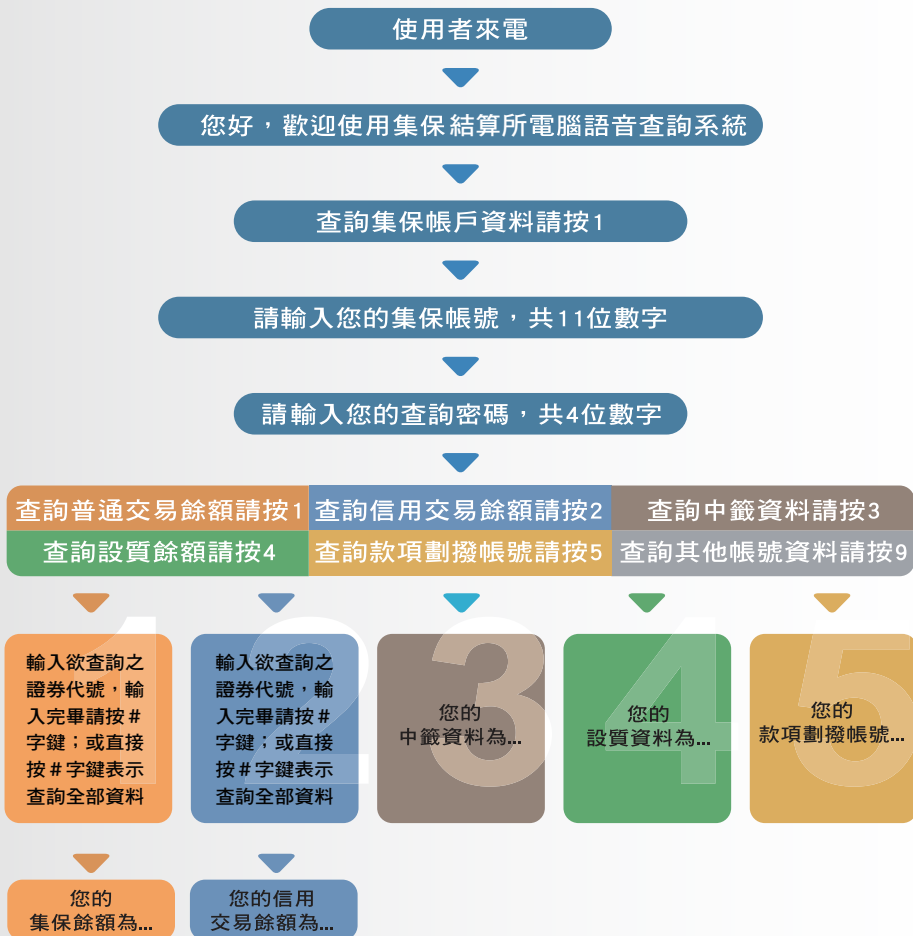 使用者來電
您好，歡迎使用集保結算所電腦語音查詢系統
查詢集保帳戶資料請按1
請輸入您的集保帳號，共11位數字
請輸入您的查詢密碼，共4位數字
查詢普通交易餘額請按1
查詢信用交易餘額請按2
查詢中籤資料請按3
查詢設質餘額請按4
查詢款項劃撥帳號請按5
查詢其他帳號資料請按9
1
輸入欲查詢之
證券代號，輸
入完畢請按#
字鍵；或直接
按#字鍵表示
查詢全部資料
2
輸入欲查詢之
證券代號，輸
入完畢請按#
字鍵；或直接
按#字鍵表示
查詢全部資料
3
您的
中籤資料為...
4
您的
設質資料為...
5
您的
款項劃撥帳號...
您的
集保餘額為...
您的信用
交易餘額為...